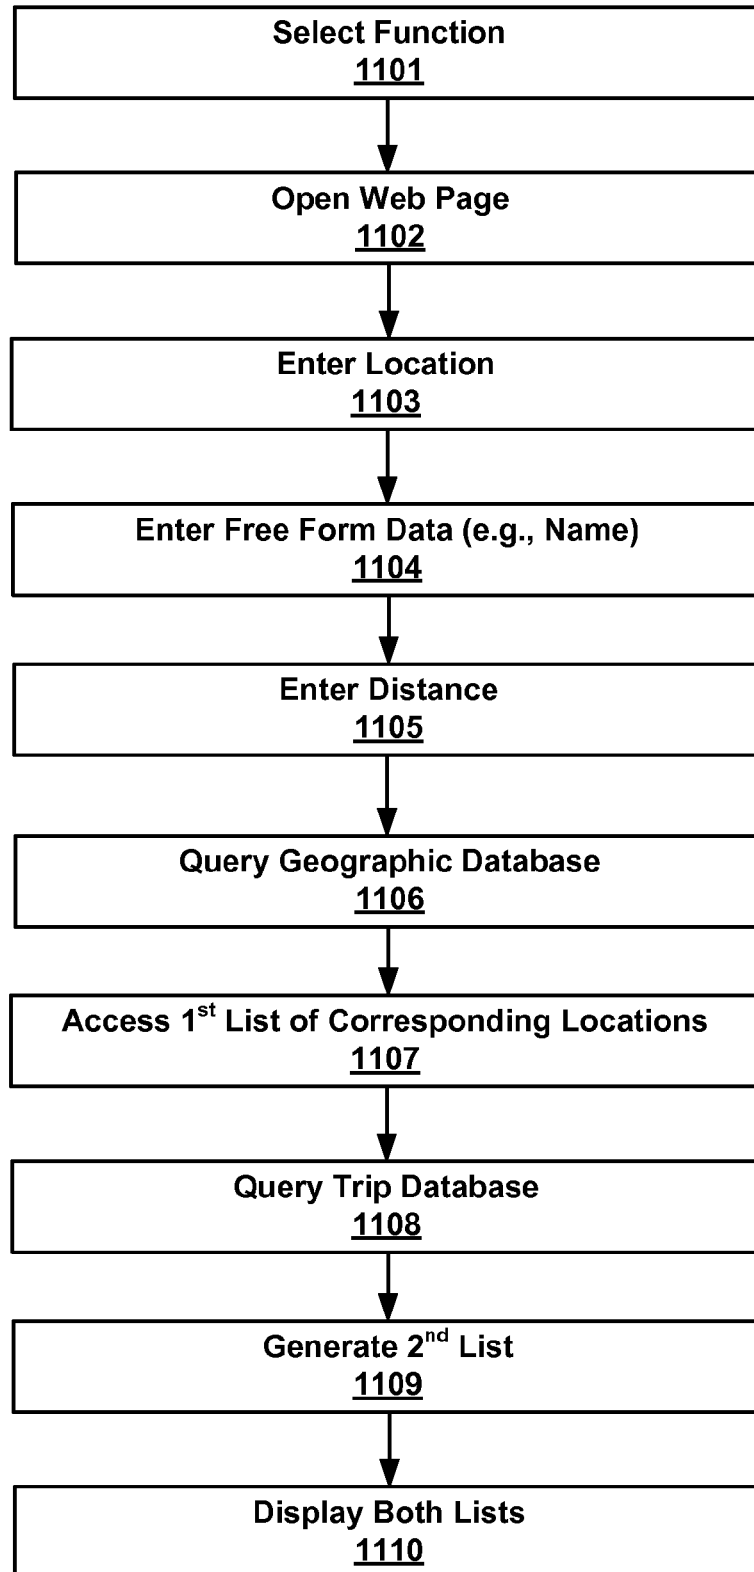 Select Function
1101
Open Web Page
1102
Enter Location
1103
Enter Free Form Data (e.g., Name)
1104
Enter Distance
1105
Query Geographic Database
1106
Access 1st List of Corresponding Locations
1107
Query Trip Database
1108
Generate 2nd List
1109
Display Both Lists
1110